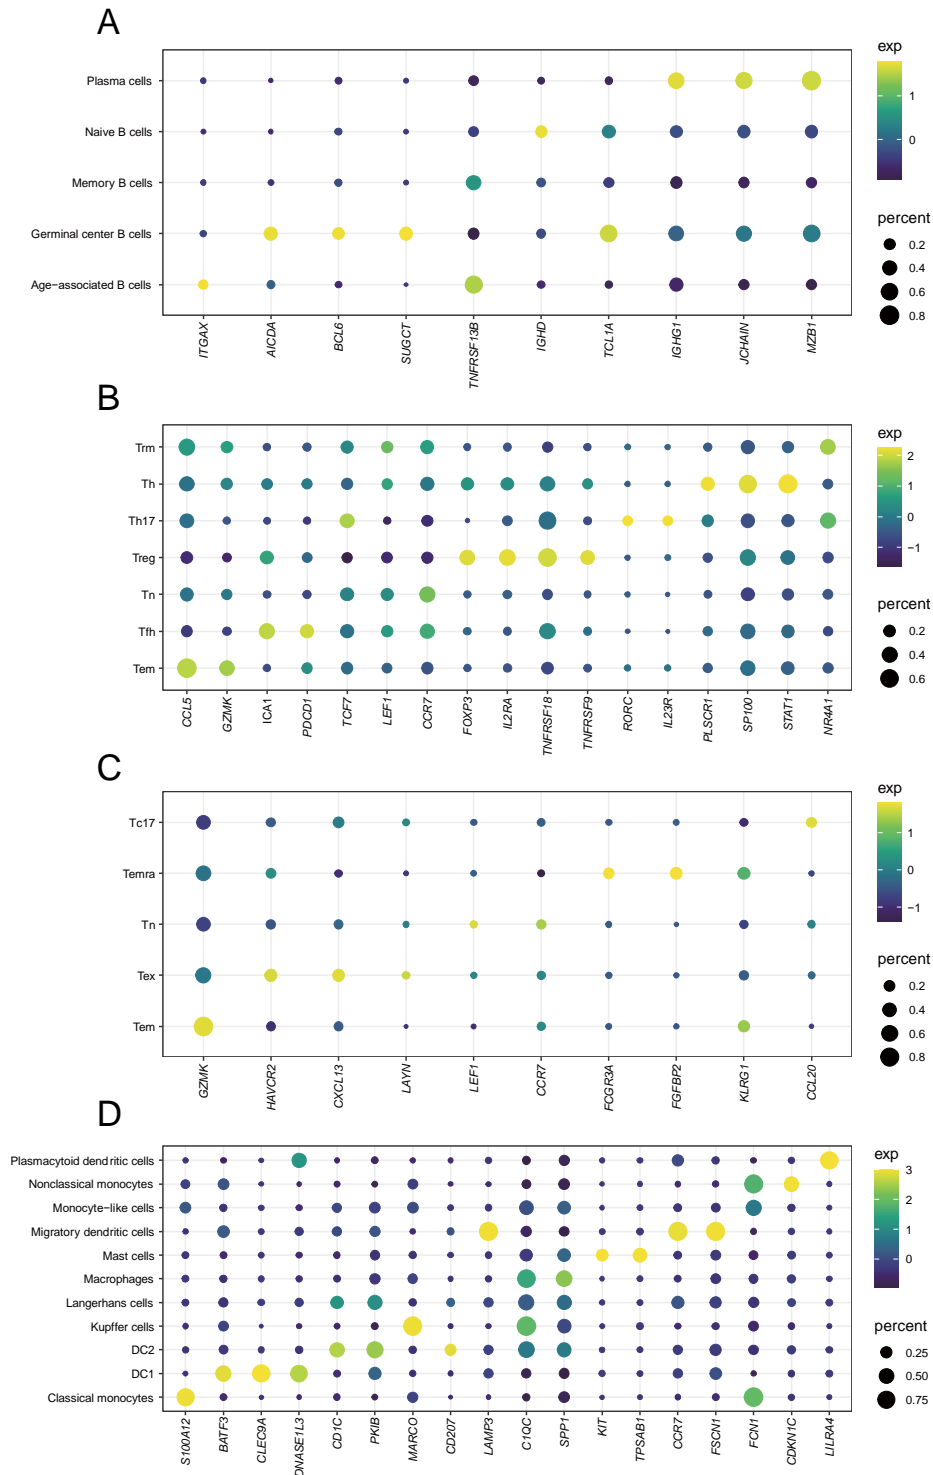 A
Plasma cells
Naive B cells
Memory B cells
Germinal center B cells
Age−associated B cells
ITGAX
AICDA
BCL6
SUGCT
TNFRSF13B
IGHD
TCL1A
IGHG1
JCHAIN
MZB1
exp
1
0
percent
0.2
0.4
0.6
0.8
B
Trm
Th
Th17
Treg
Tn
Tfh
Tem
CCL5
GZMK
ICA1
PDCD1
TCF7
LEF1
CCR7
FOXP3
IL2RA
TNFRSF18
TNFRSF9
RORC
IL23R
PLSCR1
SP100
STAT1
NR4A1
exp
2
1
0
−1
percent
0.2
0.4
0.6
C
Tc17
Temra
Tn
Tex
Tem
GZMK
HAVCR2
CXCL13
LAYN
LEF1
CCR7
FCGR3A
FGFBP2
KLRG1
CCL20
exp
1
0
−1
percent
0.2
0.4
0.6
0.8
D
Plasmacytoid dendritic cells
Nonclassical monocytes
Monocyte−like cells
Migratory dendritic cells
Mast cells
Macrophages
Langerhans cells
Kupffer cells
DC2
DC1
Classical monocytes
S100A12
BATF3
CLEC9A
DNASE1L3
CD1C
PKIB
MARCO
CD207
LAMP3
C1QC
SPP1
KIT
TPSAB1
CCR7
FSCN1
FCN1
CDKN1C
LILRA4
exp
3
2
1
0
percent
0.25
0.50
0.75